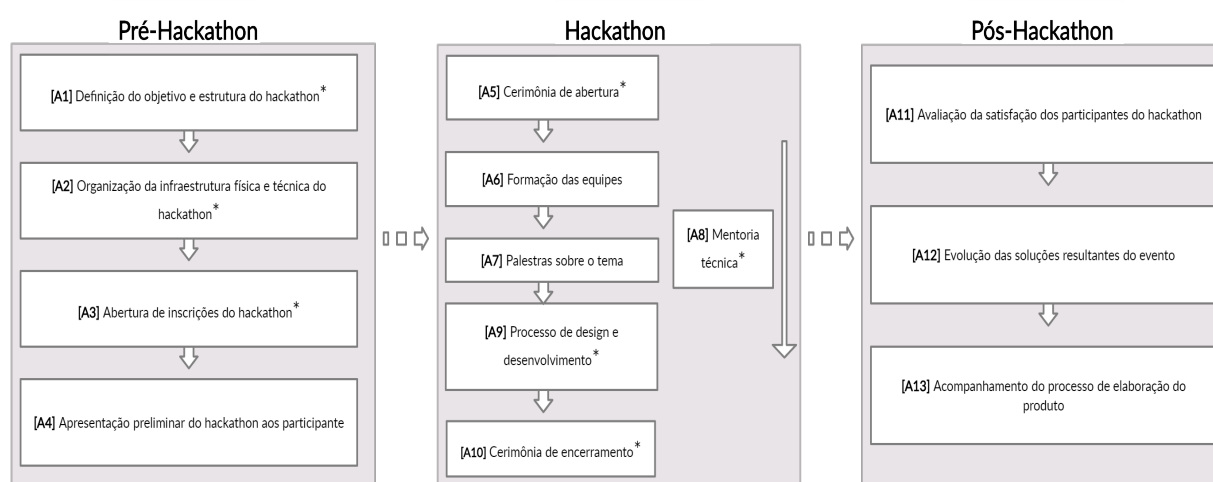 Pré-Hackathon
[A1] Definição do objetivo e estrutura do hackathon*
[A2] Organização da infraestrutura física e técnica do
hackathon*
[A3] Abertura de inscrições do hackathon*
[A4] Apresentação preliminar do hackathon aos participante
Hackathon
[A5] Cerimônia de abertura*
[A6] Formação das equipes
[A7] Palestras sobre o tema
[A8] Mentoria
técnica*
[A9] Processo de design e
desenvolvimento*
[A10] Cerimônia de encerramento*
Pós-Hackathon
[A11] Avaliação da satisfação dos participantes do hackathon
[A12] Evolução das soluções resultantes do evento
[A13] Acompanhamento do processo de elaboração do
produto